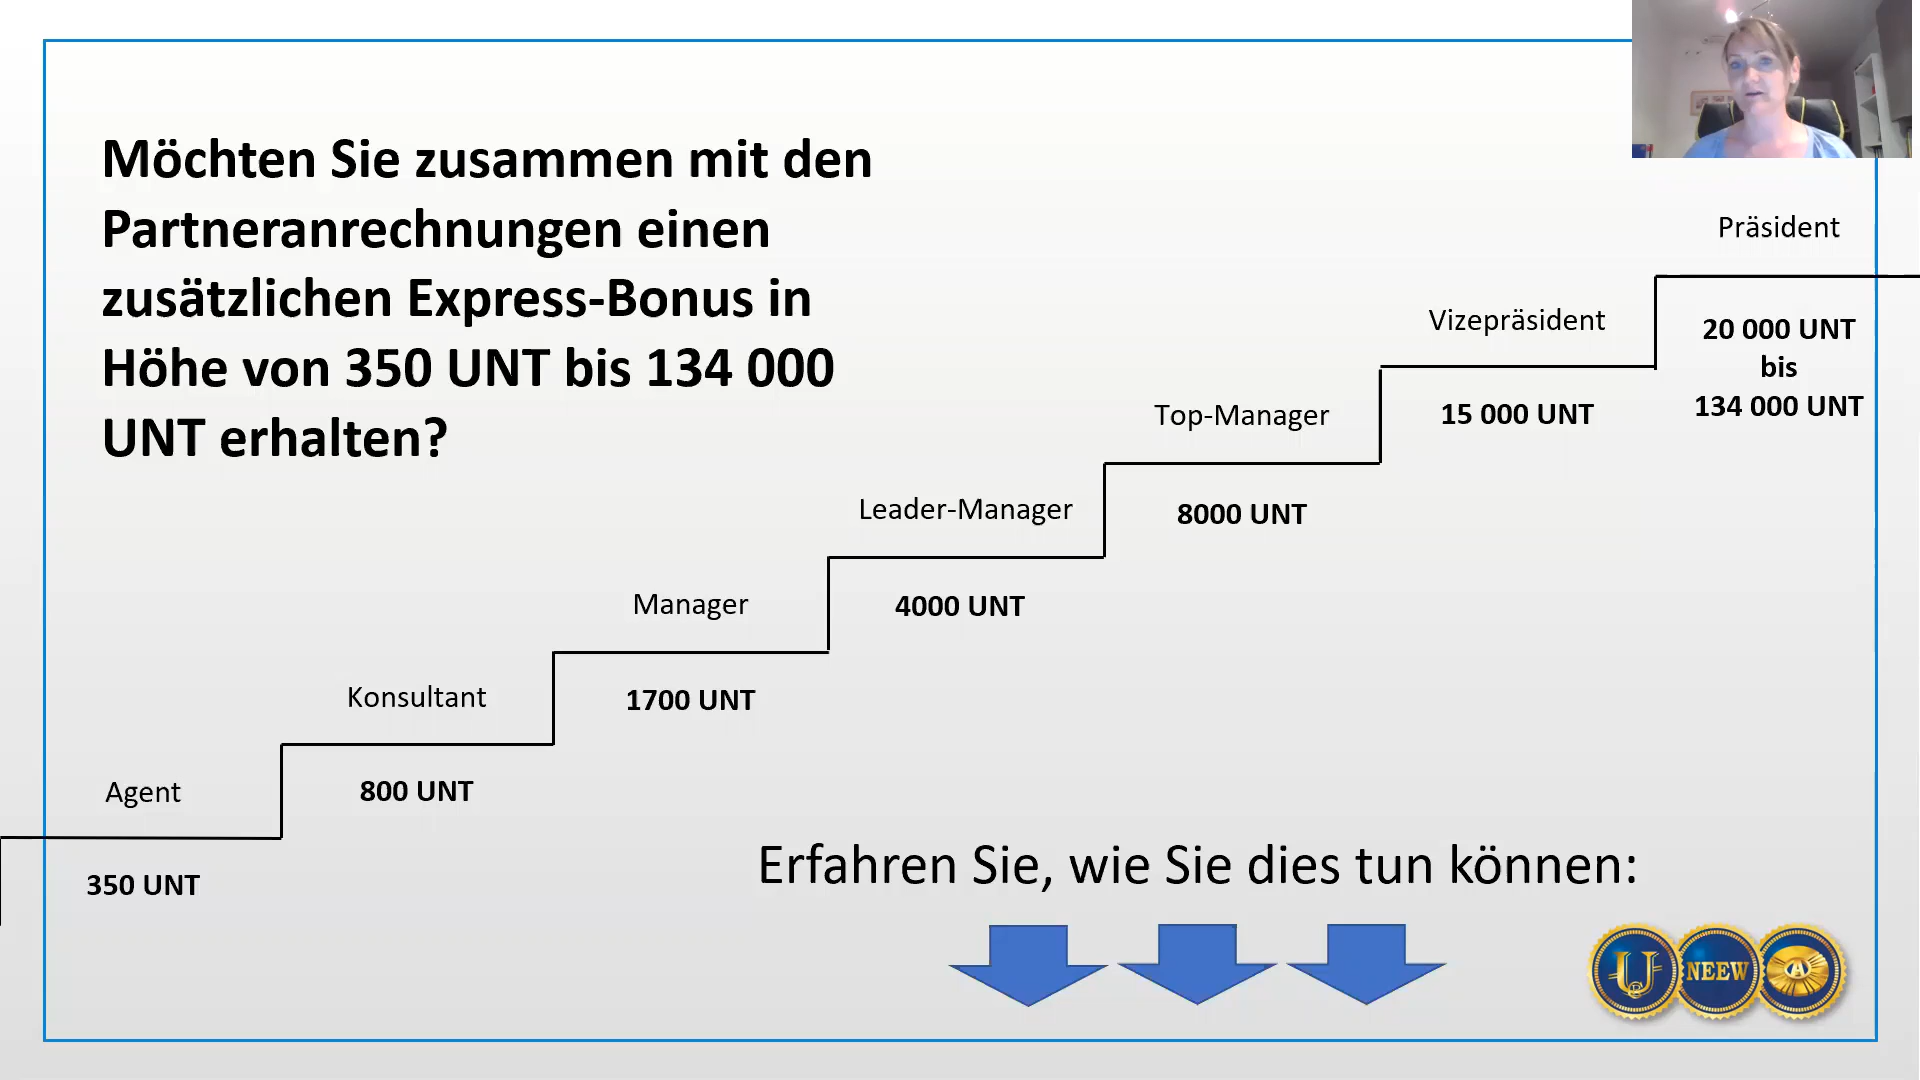 Möchten Sie zusammen mit den
Partneranrechnungen einen
zusätzlichen Express-Bonus in
Höhe von 350 UNT bis 134 000
UNT erhalten?
Präsident
20 000 UNT
bis
134 000 UNT
Vizepräsident
15 000 UNT
Top-Manager
8000 UNT
Leader-Manager
4000 UNT
Manager
1700 UNT
Konsultant
800 UNT
Agent
350 UNT
Erfahren Sie, wie Sie dies tun können:
NEEW